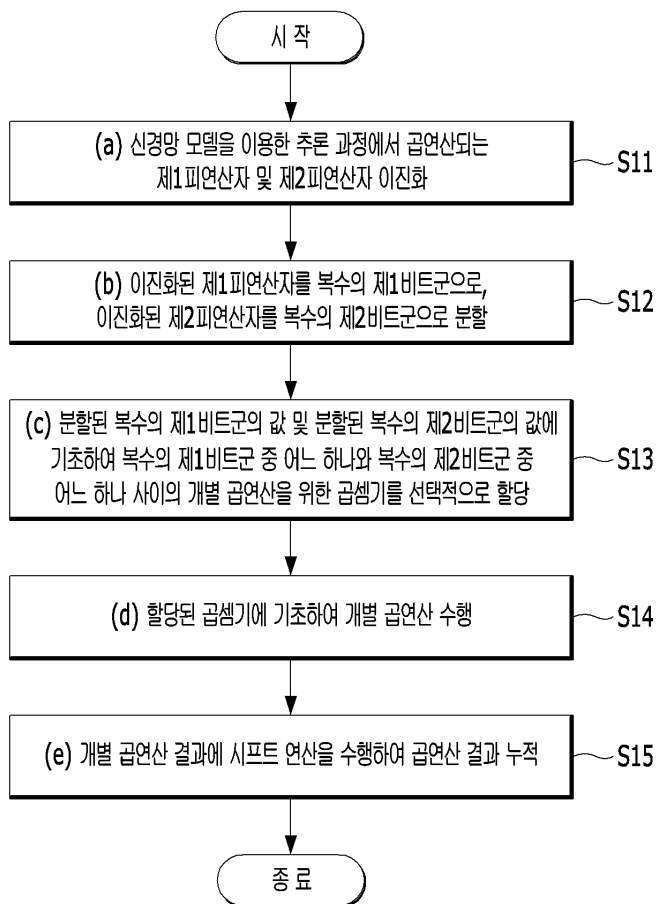 시작
(a) 신경망 모델을 이용한 추론 과정에서 곱연산되는
제1피연산자 및 제2피연산자 이진화
S11
(b) 이진화된 제1피연산자를 복수의 제1비트군으로,
이진화된 제2피연산자를 복수의 제2비트군으로 분할
S12
(c) 분할된 복수의 제1비트군의 값 및 분할된 복수의 제2비트군의 값에
기초하여 복수의 제1비트군 중 어느 하나와 복수의 제2비트군 중
어느 하나 사이의 개별 곱연산을 위한 곱셈기를 선택적으로 할당
S13
(d) 할당된 곱셈기에 기초하여 개별 곱연산 수행
S14
(e) 개별 곱연산 결과에 시프트 연산을 수행하여 곱연산 결과 누적
S15
종료